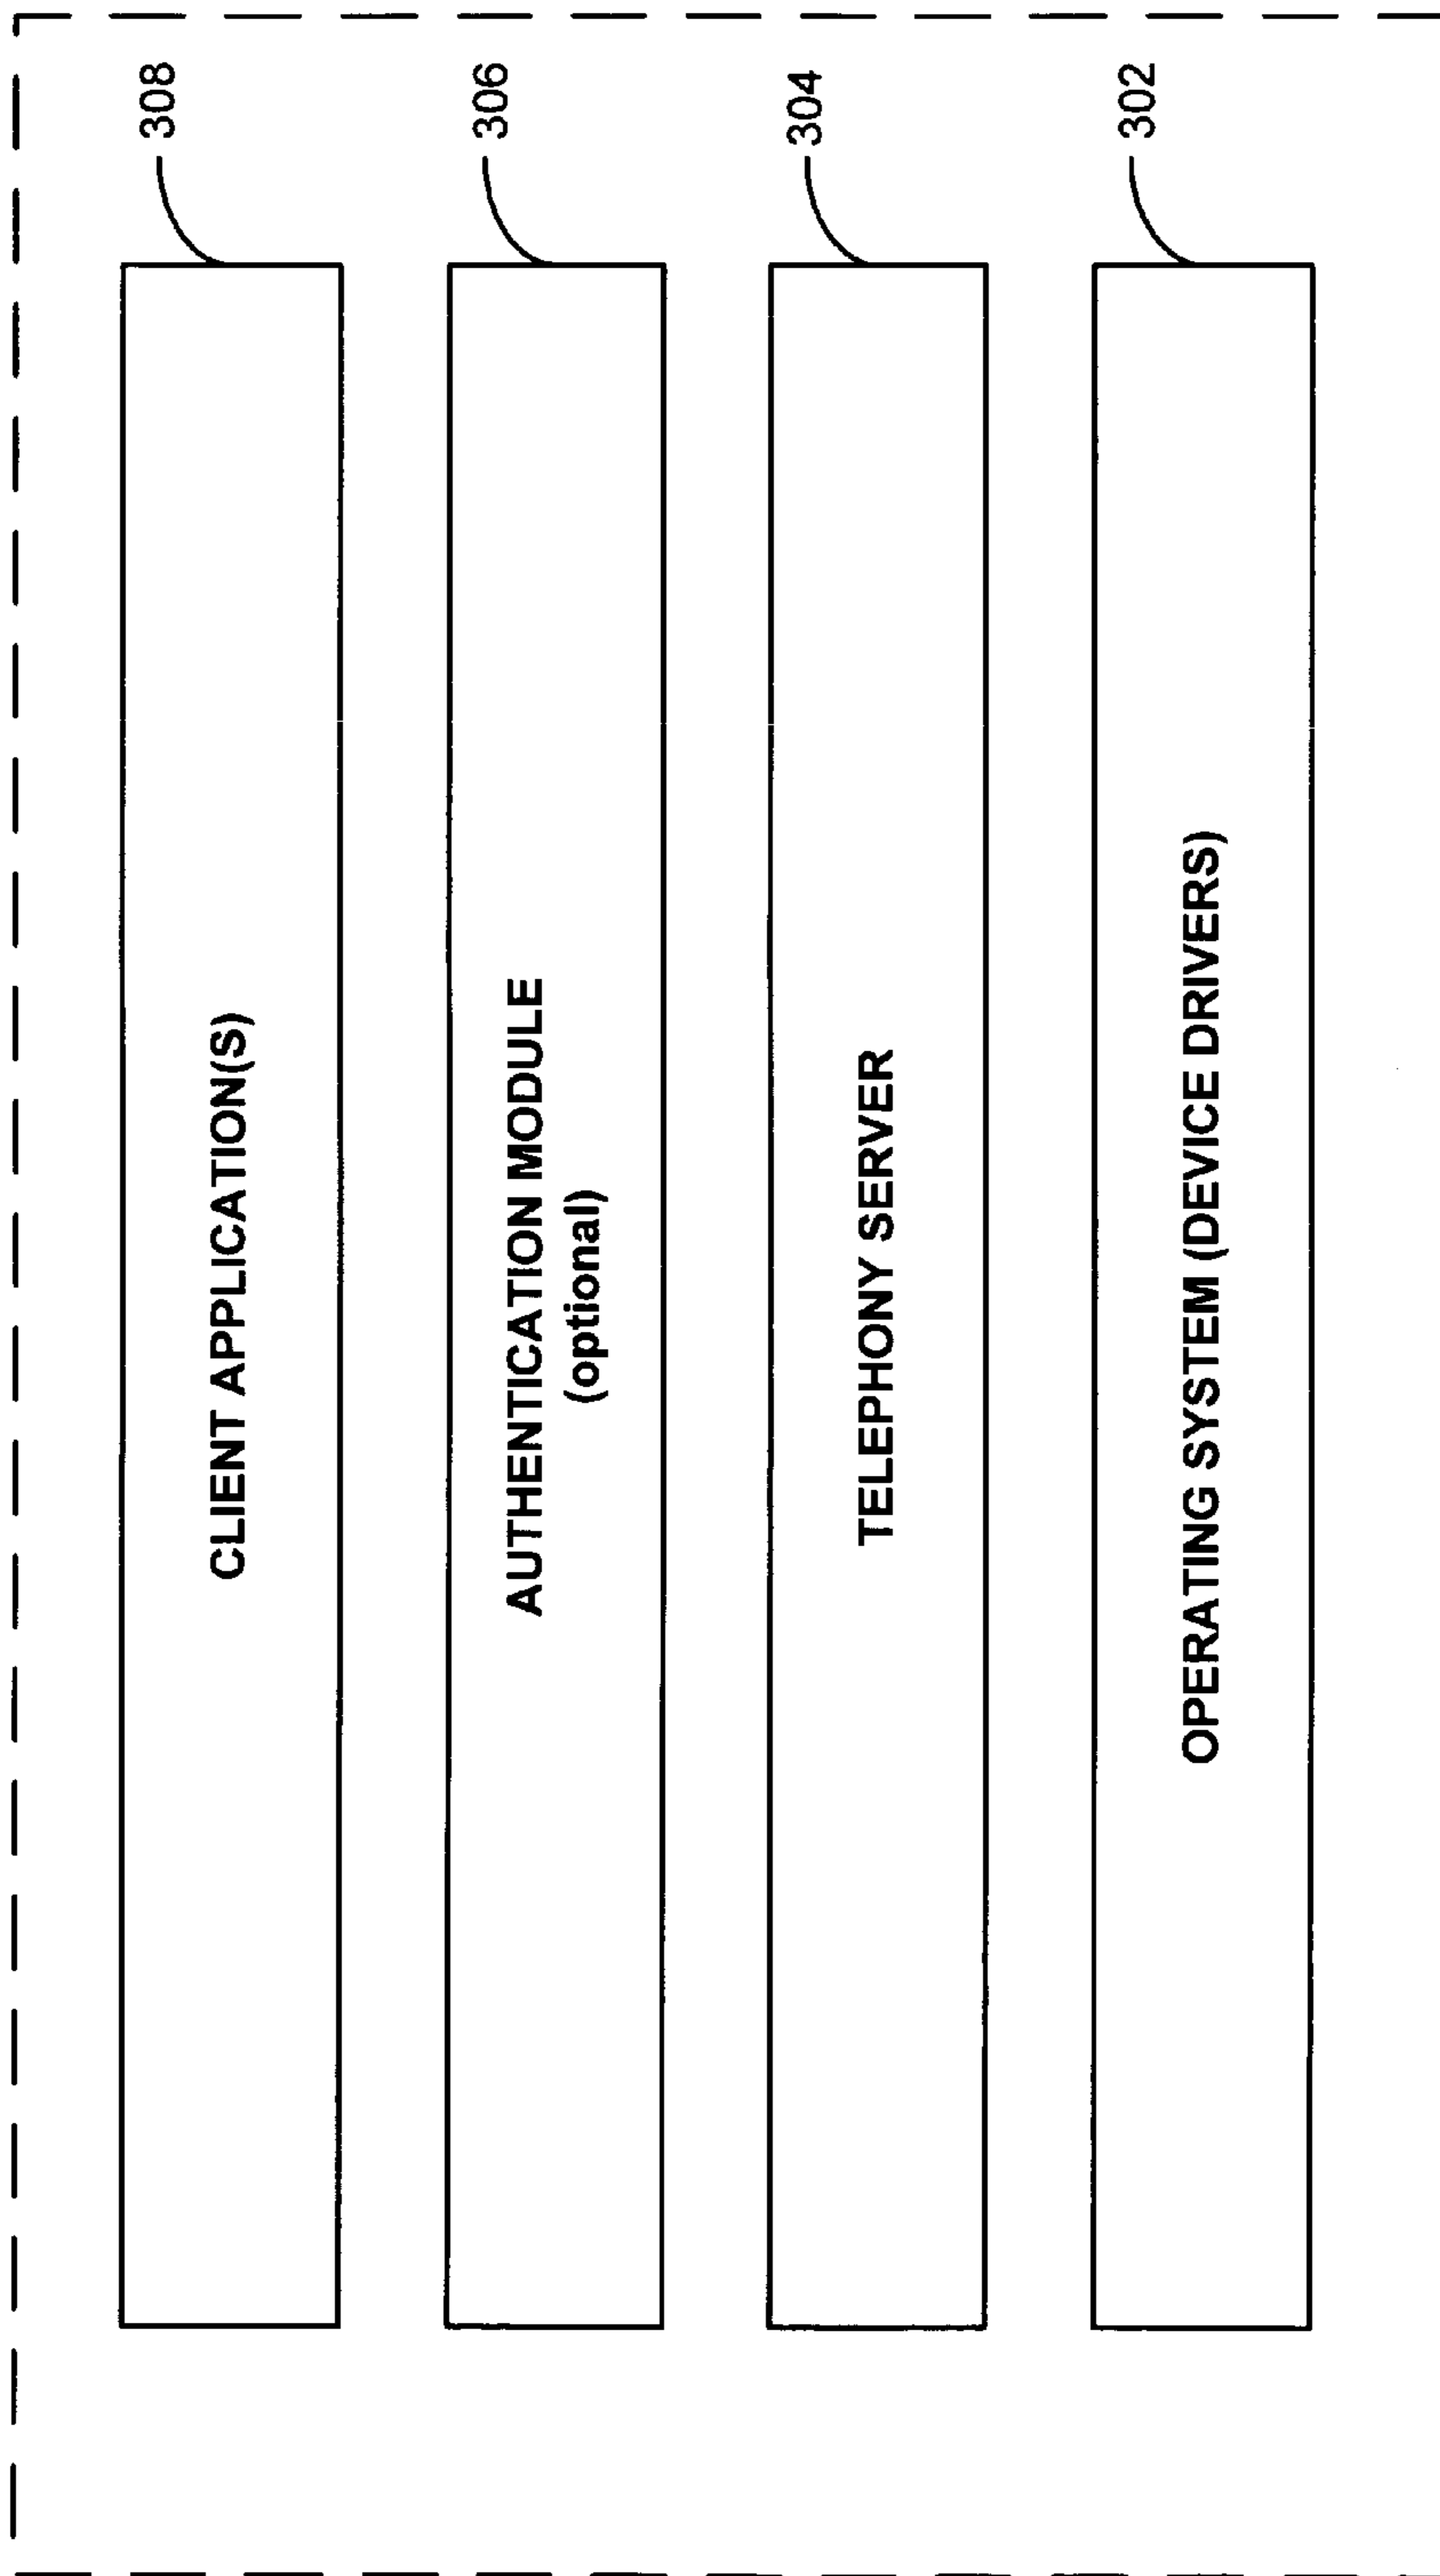 308
CLIENT APPLICATION(S)
306
AUTHENTICATION MODULE
(optional)
304
TELEPHONY SERVER
302
OPERATING SYSTEM (DEVICE DRIVERS)